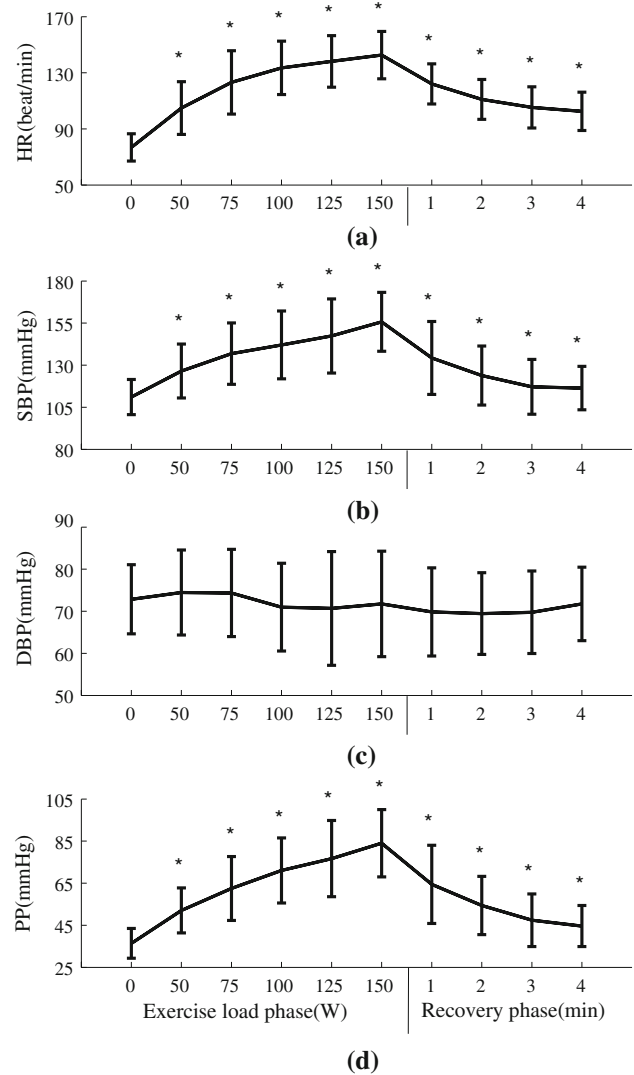 170 * * * * * * * * *
130
HR(beat/min)
90
50
0 50 75 100 125 150 1 2 3 4
(a)
180 * * * * * * * * *
155
SBP(mmHg)
130
105
80
0 50 75 100 125 150 1 2 3 4
(b)
90
80
DBP(mmHg)
70
60
50
0 50 75 100 125 150 1 2 3 4
(c)
105 * * * * * * * * *
85
PP(mmHg)
65
45
25
0 50 75 100 125 150 1 2 3 4
Exercise load phase(W) Recovery phase(min)
(d)